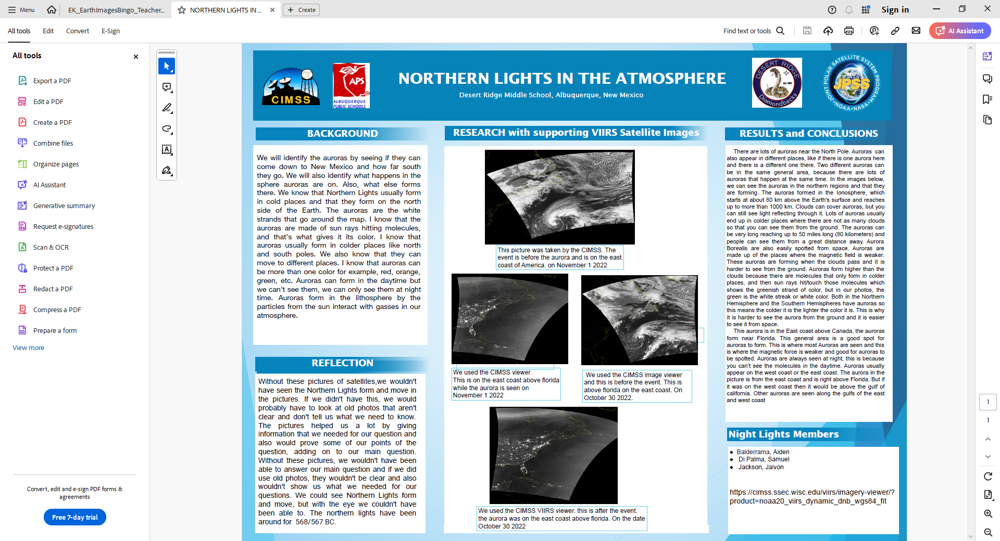 Menu
EK_EarthImagesBingo_Teacher...
NORTHERN LIGHTS IN ...
Create
Sign in
All tools
Edit
Convert
E-Sign
Find text or tools
AI Assistant
All tools
Export a PDF
Edit a PDF
Create a PDF
Combine files
Organize pages
AI Assistant
Generative summary
Request e-signatures
Scan & OCR
Protect a PDF
Redact a PDF
Compress a PDF
Prepare a form
View more
Convert, edit and e-sign PDF forms &
agreements
Free 7-day trial
CIMSS
APS
ALBUQUERQUE
PUBLIC SCHOOLS
NORTHERN LIGHTS IN THE ATMOSPHERE
Desert Ridge Middle School, Albuquerque, New Mexico
DESERT RIDGE
est. 1997
Diamondbacks
JOINT POLAR SATELLITE SYSTEM PROGRAM
JPSS
NOAA • NASA
BACKGROUND
We will identify the auroras by seeing if they can
come down to New Mexico and how far south
they go. We will also identify what happens in the
sphere auroras are on. Also, what else forms
there. We know that Northern Lights usually form
in cold places and that they form on the north
side of the Earth. The auroras are the white
strands that go around the map. I know that the
auroras are made of sun rays hitting molecules,
and that's what gives it its color. I know that
auroras usually form in colder places like north
and south poles. We also know that they can
move to different places. I know that auroras can
be more than one color for example, red, orange,
green, etc. Auroras can form in the daytime but
we can't see them, we can only see them at night
time. Auroras form in the lithosphere by the
particles from the sun interact with gasses in our
atmosphere.
REFLECTION
Without these pictures of satellites,we wouldn't
have seen the Northern Lights form and move in
the pictures. If we didn't have this, we would
probably have to look at old photos that aren't
clear and don't tell us what we need to know.
The pictures helped us a lot by giving
information that we needed for our question and
also would prove some of our points of the
question, adding on to our main question.
Without these pictures, we wouldn't have been
able to answer our main question and if we did
use old photos, they wouldn't be clear and also
wouldn't show us what we needed for our
questions. We could see Northern Lights form
and move, but with the eye we couldn't have
been able to. The northern lights have been
around for 568/567 BC.
RESEARCH with supporting VIIRS Satellite Images
This picture was taken by the CIMSS. The
event is before the aurora and is on the east
coast of America. on November 1 2022
We used the CIMSS viewer.
This is on the east coast above florida
while the aurora is seen on
November 1 2022
We used the CIMSS image viewer
and this is before the event. This is
above florida on the east coast. On
October 30 2022.
We used the CIMSS VIIRS viewer. this is after the event.
the aurora was on the east coast above florida. On the date
October 30 2022
RESULTS and CONCLUSIONS
There are lots of auroras near the North Pole. Auroras can
also appear in different places, like if there is one aurora here
and there is a different one there. Two different auroras can
be in the same general area, because there are lots of
auroras that happen at the same time. In the images below,
we can see the auroras in the northern regions and that they
are forming. The auroras formed in the Ionosphere, which
starts at about 80 km above the Earth's surface and reaches
up to more than 1000 km. Clouds can cover auroras, but you
can still see light reflecting through it. Lots of auroras usually
end up in colder places where there are not as many clouds
so that you can see them from the ground. The auroras can
be very long reaching up to 50 miles long (80 kilometers) and
people can see them from a great distance away. Aurora
Borealis are also easily spotted from space. Auroras are
made up of the places where the magnetic field is weaker.
These auroras are forming when the clouds pass and it is
harder to see from the ground. Auroras form higher than the
clouds because there are molecules that only form in colder
places, and then sun rays hit/touch those molecules which
shows the greenish strand of color, but in our photos, the
green is the white streak or white color. Both in the Northern
Hemisphere and the Southern Hemispheres have auroras so
this means the colder it is the lighter the color it is. This is why
It is harder to see the aurora from the ground and it is easier
to see it from space.
This aurora is in the East coast above Canada, the auroras
form near Florida. This general area is a good spot for
auroras to form. This is where most Auroras are seen and this
is where the magnetic force is weaker and good for auroras to
be spotted. Auroras are always seen at night, this is because
you can't see the molecules in the daytime. Auroras usually
appear on the west coast or the east coast. The aurora in the
picture is from the east coast and is right above Florida. But if
it was on the west coast then it would be above the gulf of
california. Other auroras are seen along the gulfs of the east
and west coast
Night Lights Members
● Balderrama, Aiden
● Di Palma, Samuel
● Jackson, Jaivon
https://cimss.ssec.wisc.edu/viirs/imagery-viewer/?
product=noaa20_viirs_dynamic_dnb_wgs84_fit
1
1